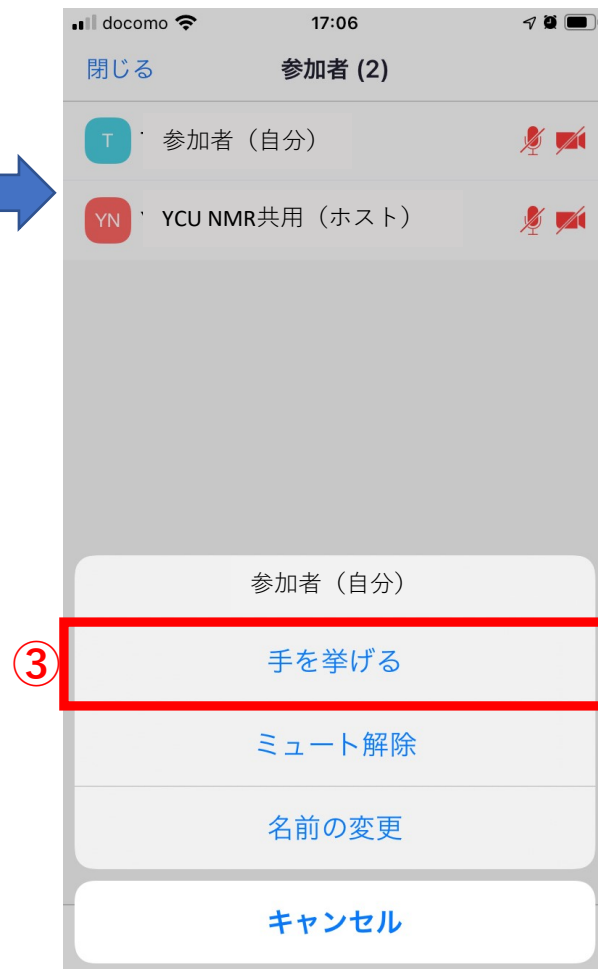 docomo 17:06
閉じる 参加者 (2)
T 参加者（自分）
YN YCU NMR共用（ホスト）
参加者（自分）
③ 手を挙げる
ミュート解除
名前の変更
キャンセル